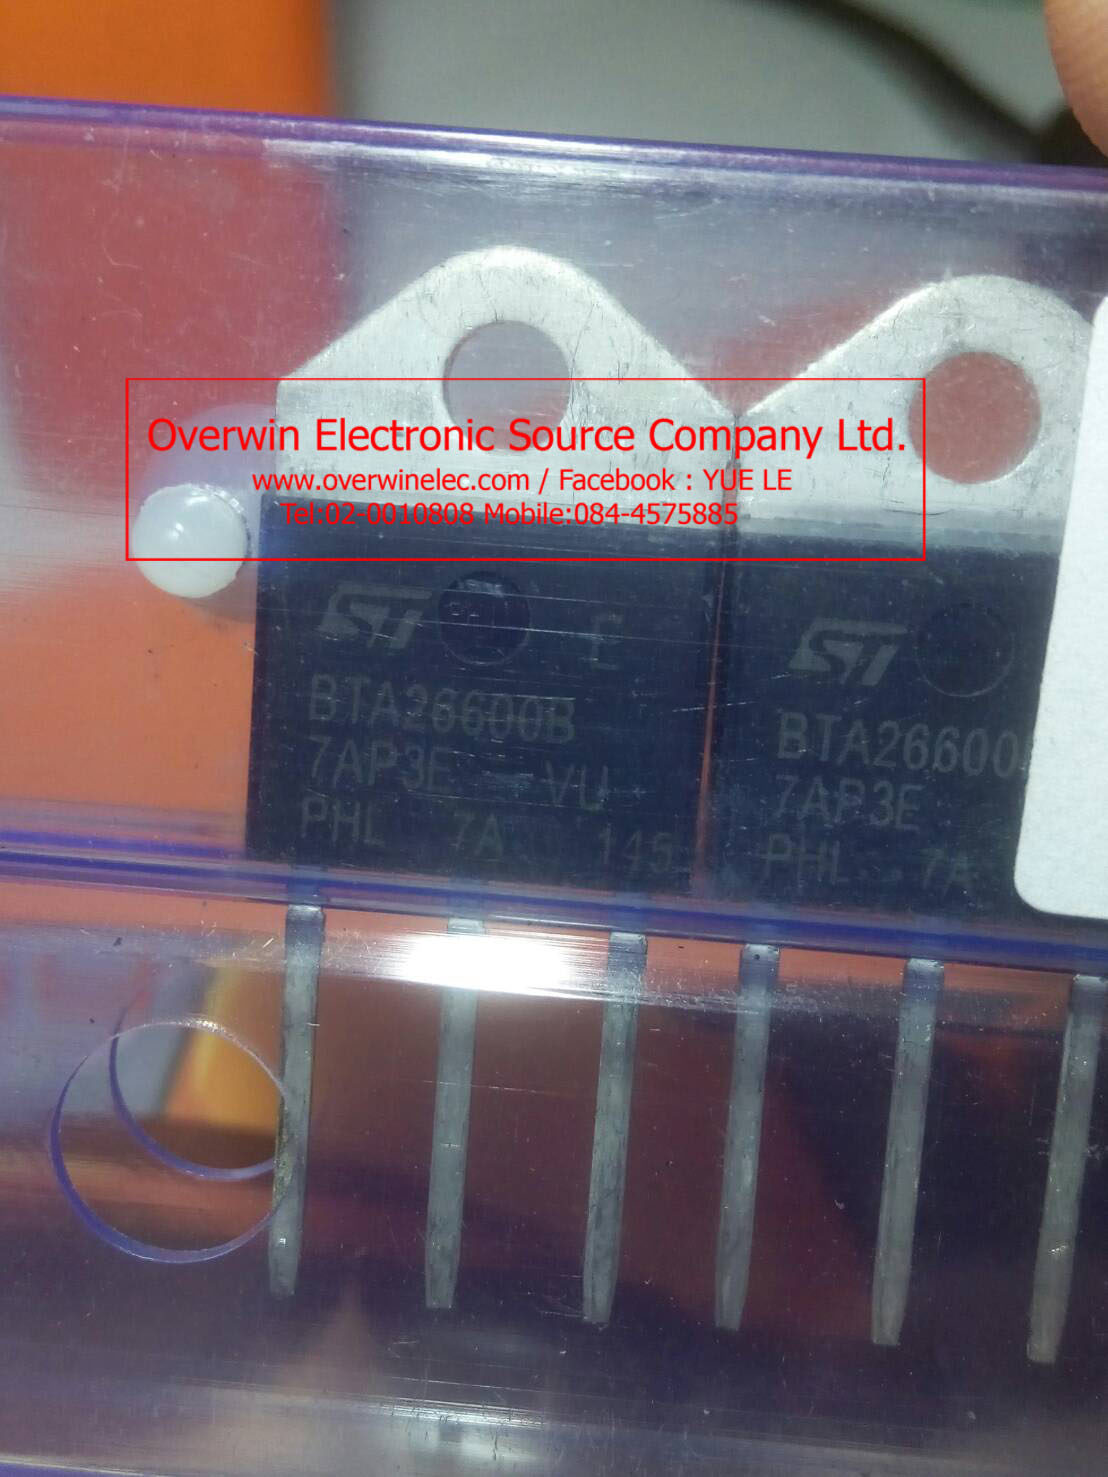 Overwin Electronic Source Company Ltd.
www.overwinelec.com / Facebook : YUE LE
Tel:02-0010808 Mobile:084-4575885
ST
E
BTA26600B
7AP3E VU
PHL 7A 145
ST
BTA26600
7AP3E
PHL 7A